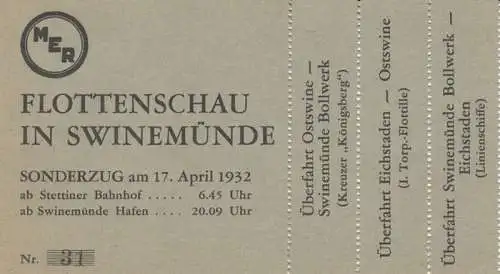 MER
FLOTTENSCHAU
IN SWINEMÜNDE
SONDERZUG am 17. April 1932
ab Stettiner Bahnhof ..... 6.45 Uhr
ab Swinemünde Hafen .... 20.09 Uhr
Nr. 31
Überfahrt Ostswine —
Swinemünde Bollwerk
(Kreuzer „Königsberg")
Überfahrt Eichstaden — Ostswine
(I. Torp.-Flottille)
Überfahrt Swinemünde Bollwerk —
Eichstaden
(Linienschiffe)